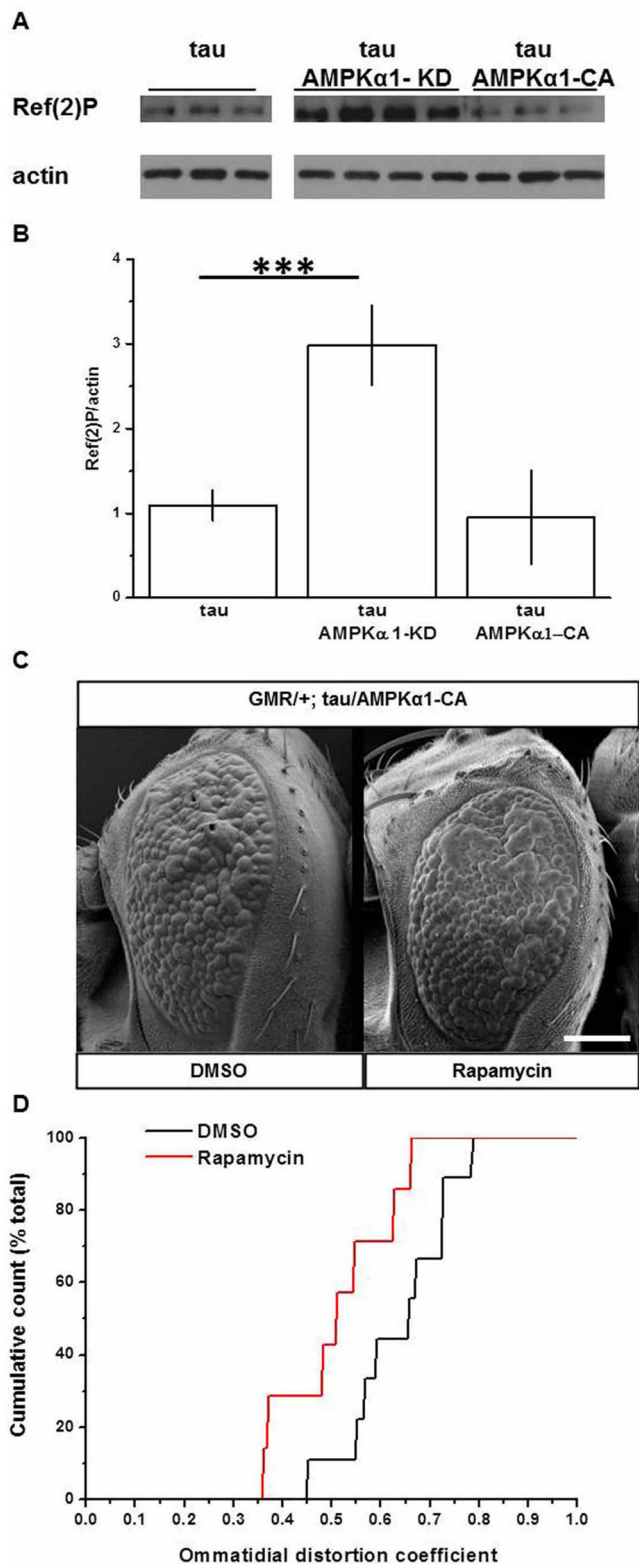 A
tau
tau
tau
AMPKα1- KD
AMPKα1-CA
Ref(2)P
actin
B
***
4
3
2
1
0
Ref(2)P/actin
tau
tau
tau
AMPKα 1-KD
AMPKα1–CA
C
GMR/+; tau/AMPKα1-CA
DMSO
Rapamycin
D
DMSO
Rapamycin
100
80
60
40
20
0
Cumulative count (% total)
0.0 0.1 0.2 0.3 0.4 0.5 0.6 0.7 0.8 0.9 1.0
Ommatidial distortion coefficient